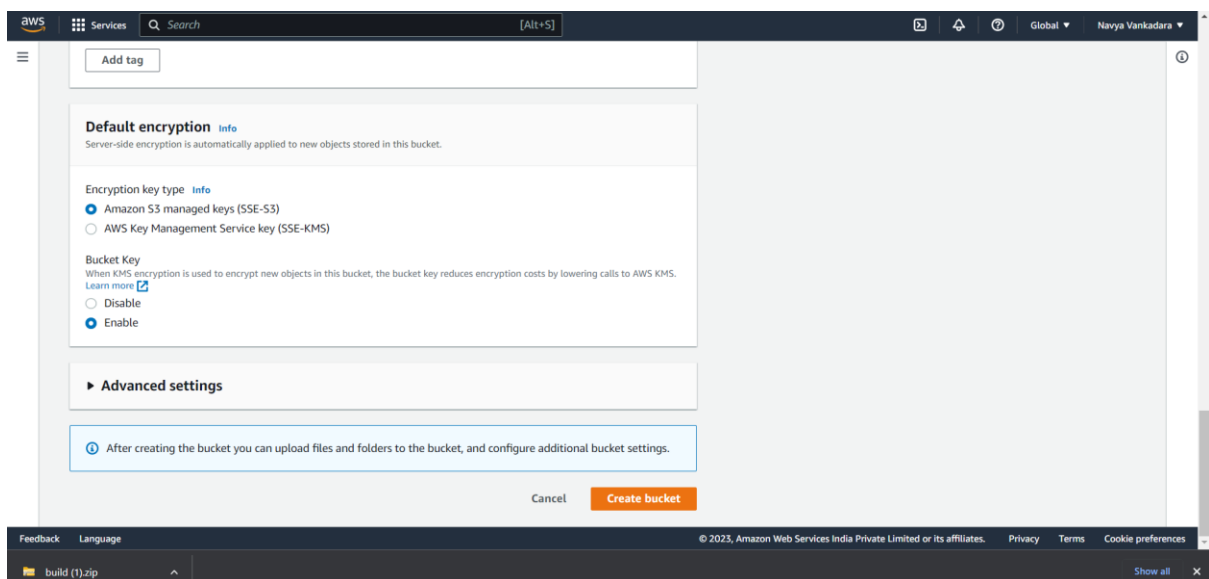 aws
Services
Search
[Alt+S]
Global
Navya Vankadara
Add tag
Default encryption Info
Server-side encryption is automatically applied to new objects stored in this bucket.
Encryption key type Info
Amazon S3 managed keys (SSE-S3)
AWS Key Management Service key (SSE-KMS)
Bucket Key
When KMS encryption is used to encrypt new objects in this bucket, the bucket key reduces encryption costs by lowering calls to AWS KMS.
Learn more
Disable
Enable
Advanced settings
After creating the bucket you can upload files and folders to the bucket, and configure additional bucket settings.
Cancel
Create bucket
Feedback
Language
© 2023, Amazon Web Services India Private Limited or its affiliates.
Privacy
Terms
Cookie preferences
build (1).zip
Show all